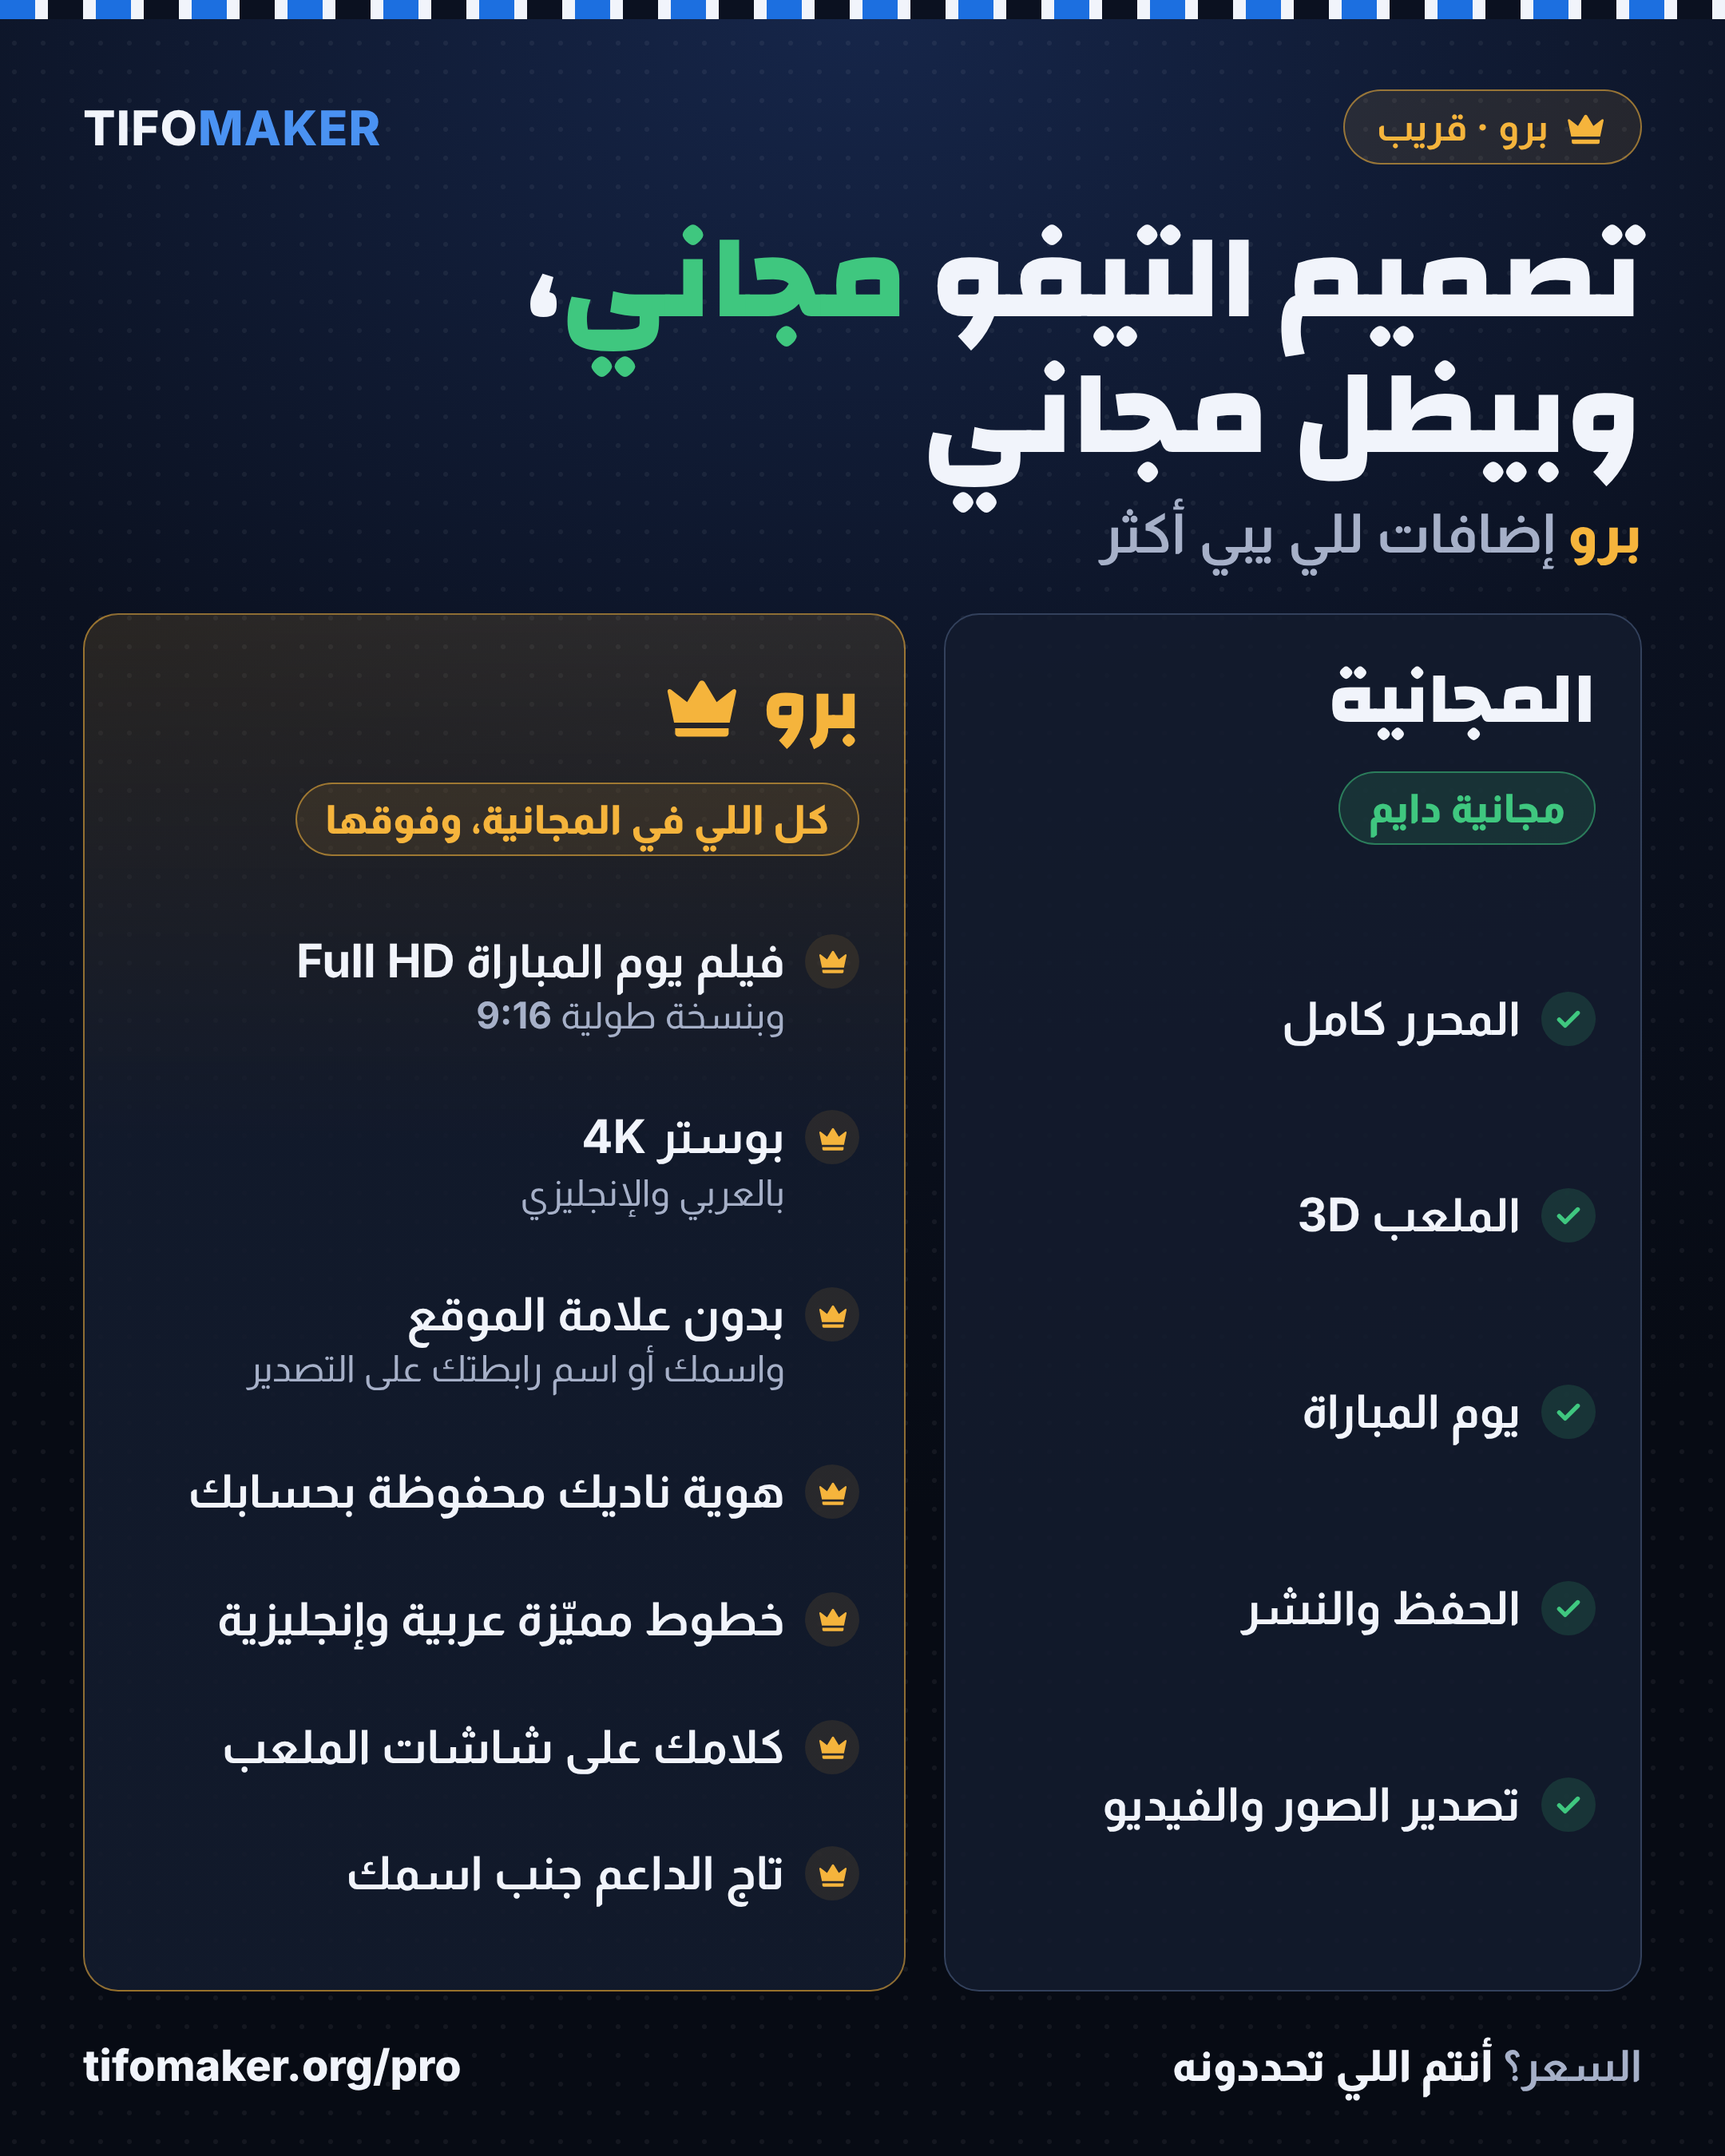 TIFOMAKER
برو · قريب
تصميم التيفو مجاني،
وبيظل مجاني
برو إضافات للي يبي أكثر
المجانية
مجانية دايم
المحرر كامل
الملعب 3D
يوم المباراة
الحفظ والنشر
تصدير الصور والفيديو
برو
كل اللي في المجانية، وفوقها
فيلم يوم المباراة Full HD
وبنسخة طولية 9:16
بوستر 4K
بالعربي والإنجليزي
بدون علامة الموقع
واسمك أو اسم رابطتك على التصدير
هوية ناديك محفوظة بحسابك
خطوط مميّزة عربية وإنجليزية
كلامك على شاشات الملعب
تاج الداعم جنب اسمك
السعر؟ أنتم اللي تحددونه
tifomaker.org/pro